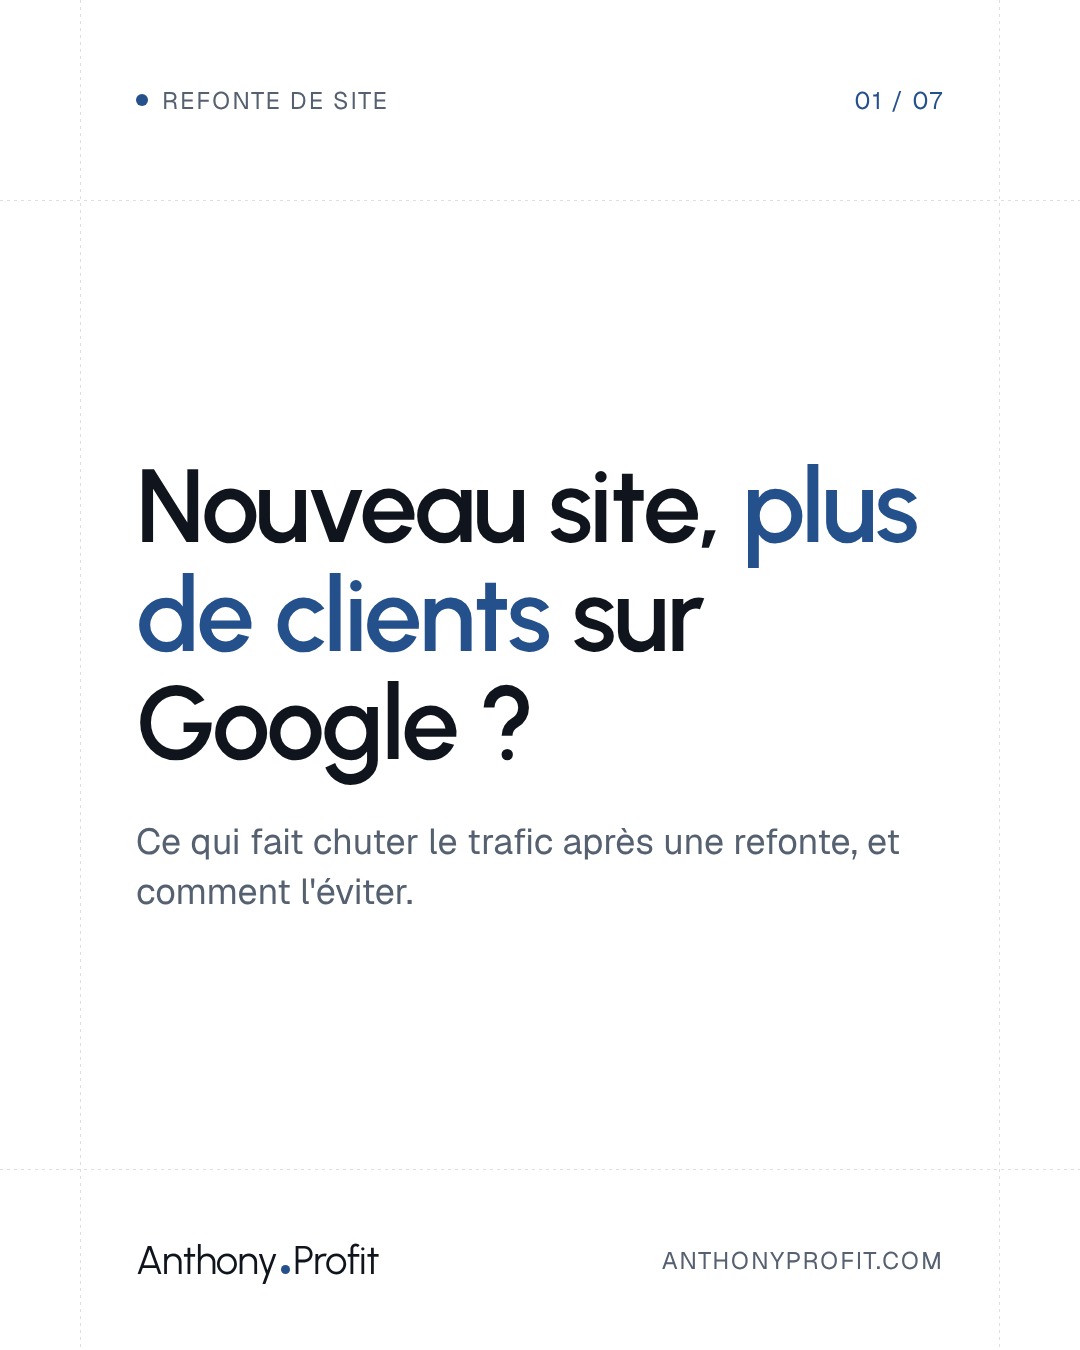 REFONTE DE SITE
01 / 07
Nouveau site, plus
de clients sur
Google ?
Ce qui fait chuter le trafic après une refonte, et
comment l'éviter.
Anthony.Profit
ANTHONYPROFIT.COM